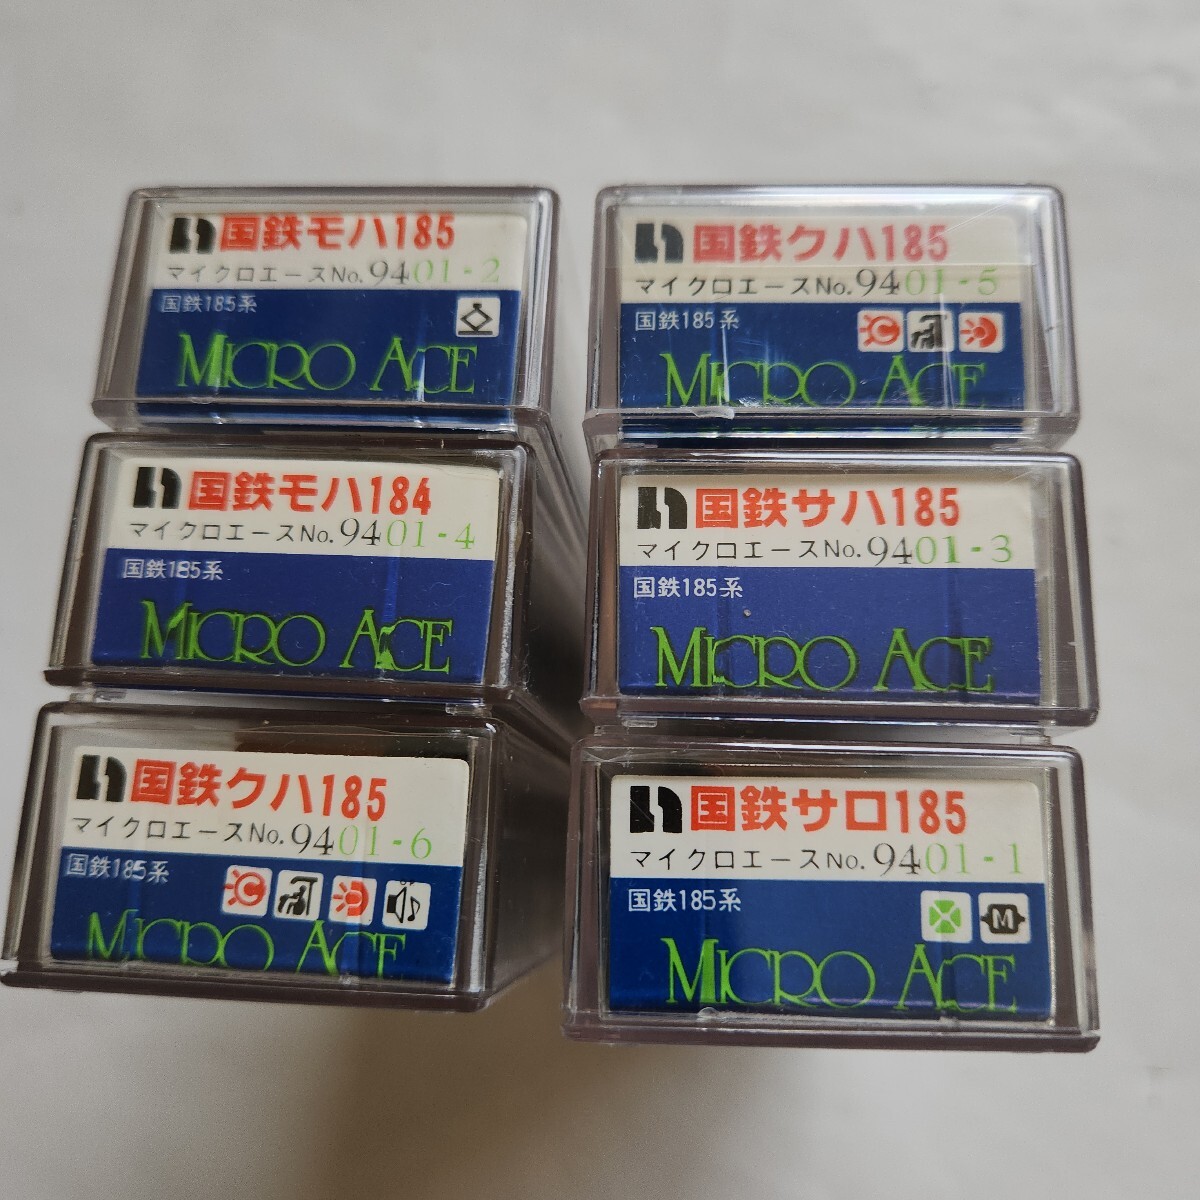 国鉄モハ185
マイクロエースNo.9401-2
国鉄185系
MICRO ACE
国鉄クハ185
マイクロエースNo.9401-5
国鉄185系
MICRO ACE
国鉄モハ184
マイクロエースNo.9401-4
国鉄185系
MICRO ACE
国鉄サハ185
マイクロエースNo.9401-3
国鉄185系
MICRO ACE
国鉄クハ185
マイクロエースNo.9401-6
国鉄185系
MICRO ACE
国鉄サロ185
マイクロエースNo.9401-1
国鉄185系
M
MICRO ACE